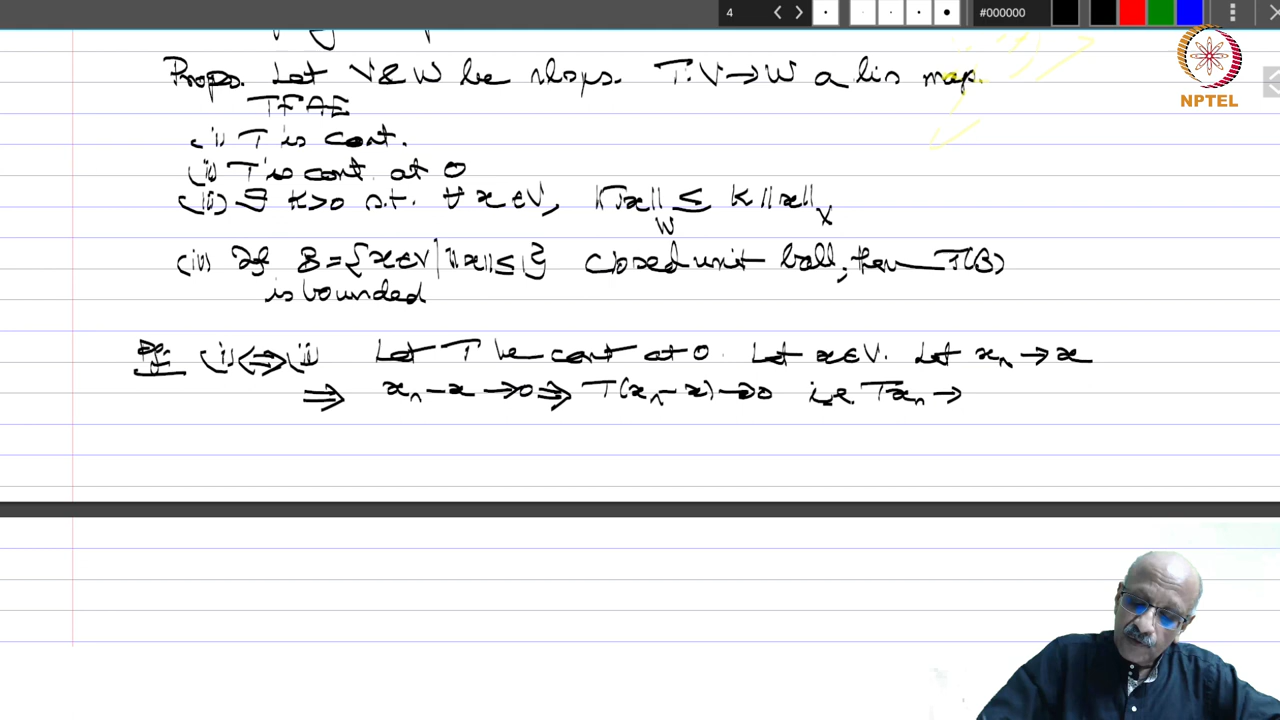 4 #000000
NPTEL
Propn. Let V & W be nlsps. T: V → W a lin map.
TFAE
(i) T is cont.
(ii) T is cont. at 0
(iii) ∃ K>0 s.t. ∀ x ∈ V, ||Tx||_W ≤ K ||x||_V
(iv) If B = {x ∈ V | ||x|| ≤ 1} closed unit ball, then T(B)
is bounded
Pf: (i) ⇔ (ii) Let T be cont at 0. Let x ∈ V. Let xₙ → x
⇒ xₙ - x → 0 ⇒ T(xₙ - x) → 0 i.e. Txₙ →